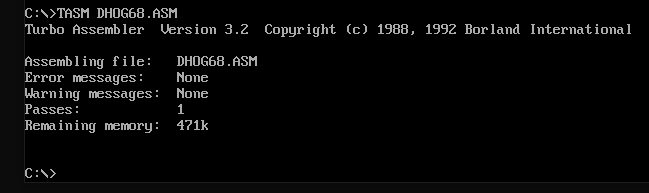 C:\>TASM DHOG68.ASM
Turbo Assembler  Version 3.2  Copyright (c) 1988, 1992 Borland International
Assembling file:   DHOG68.ASM
Error messages:    None
Warning messages:  None
Passes:            1
Remaining memory:  471k
C:\>